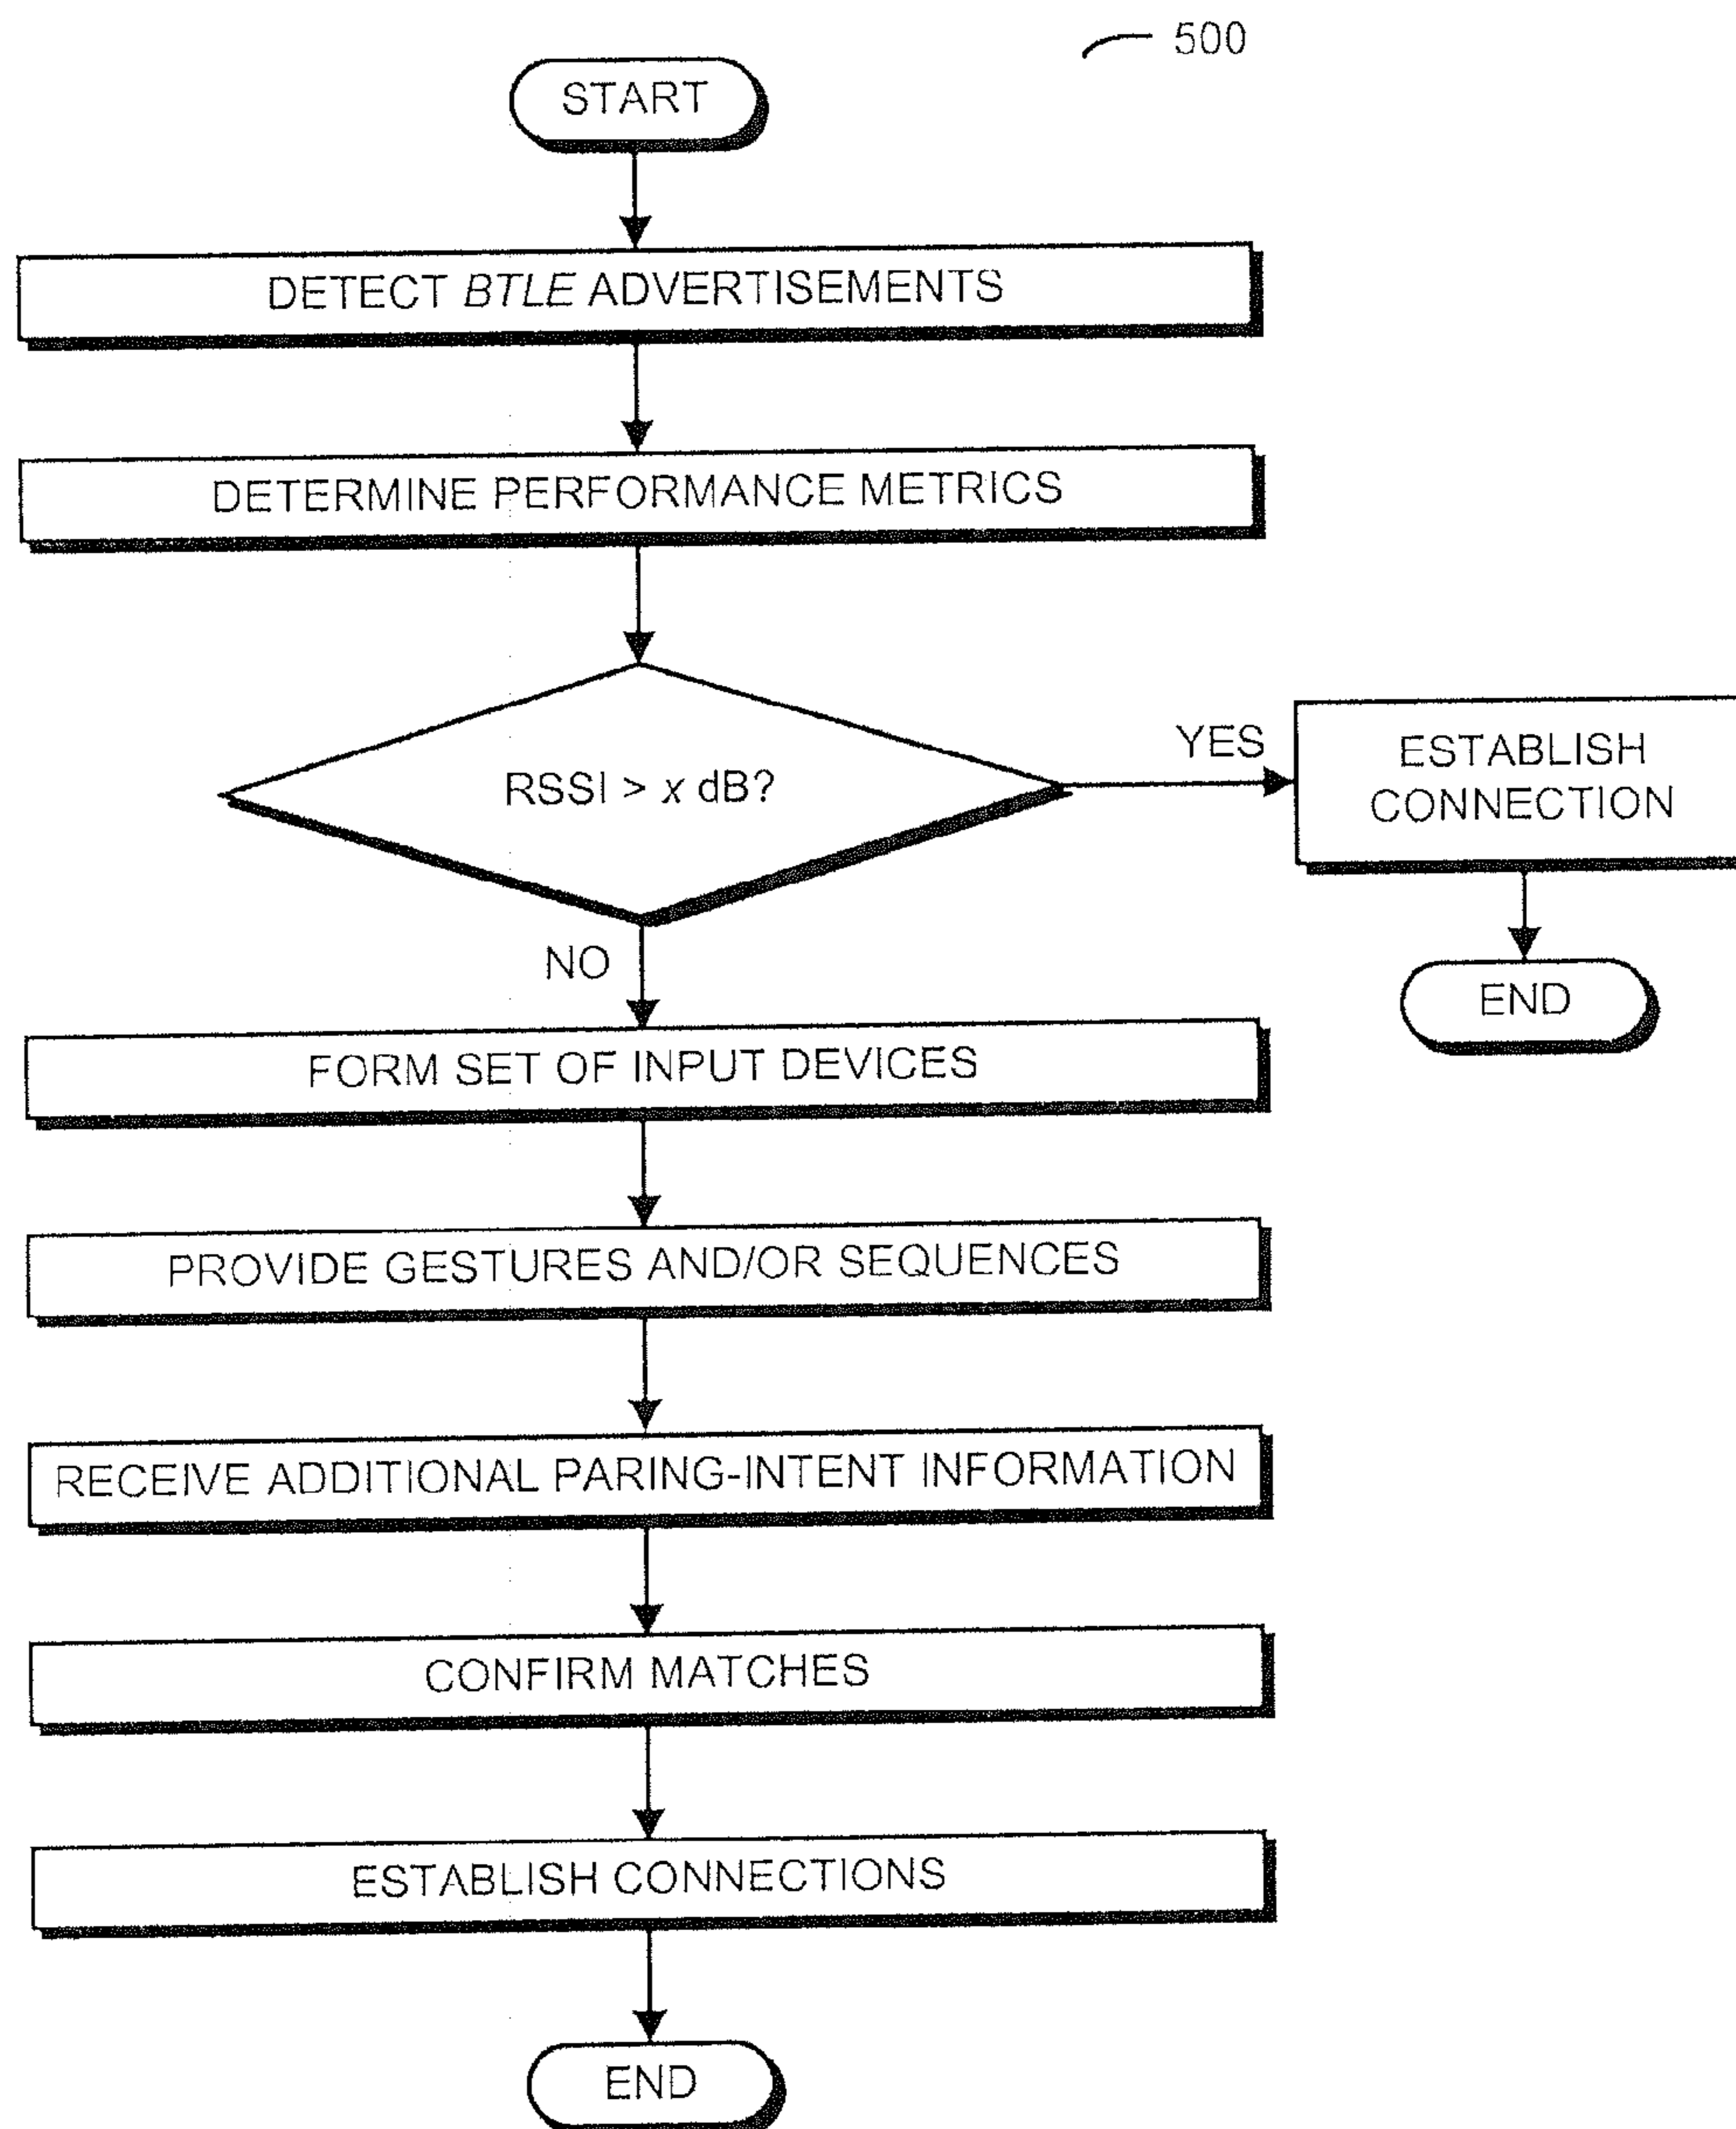 500
START
DETECT BTLE ADVERTISEMENTS
DETERMINE PERFORMANCE METRICS
RSSI > x dB?
YES
ESTABLISH
CONNECTION
END
NO
FORM SET OF INPUT DEVICES
PROVIDE GESTURES AND/OR SEQUENCES
RECEIVE ADDITIONAL PARING-INTENT INFORMATION
CONFIRM MATCHES
ESTABLISH CONNECTIONS
END